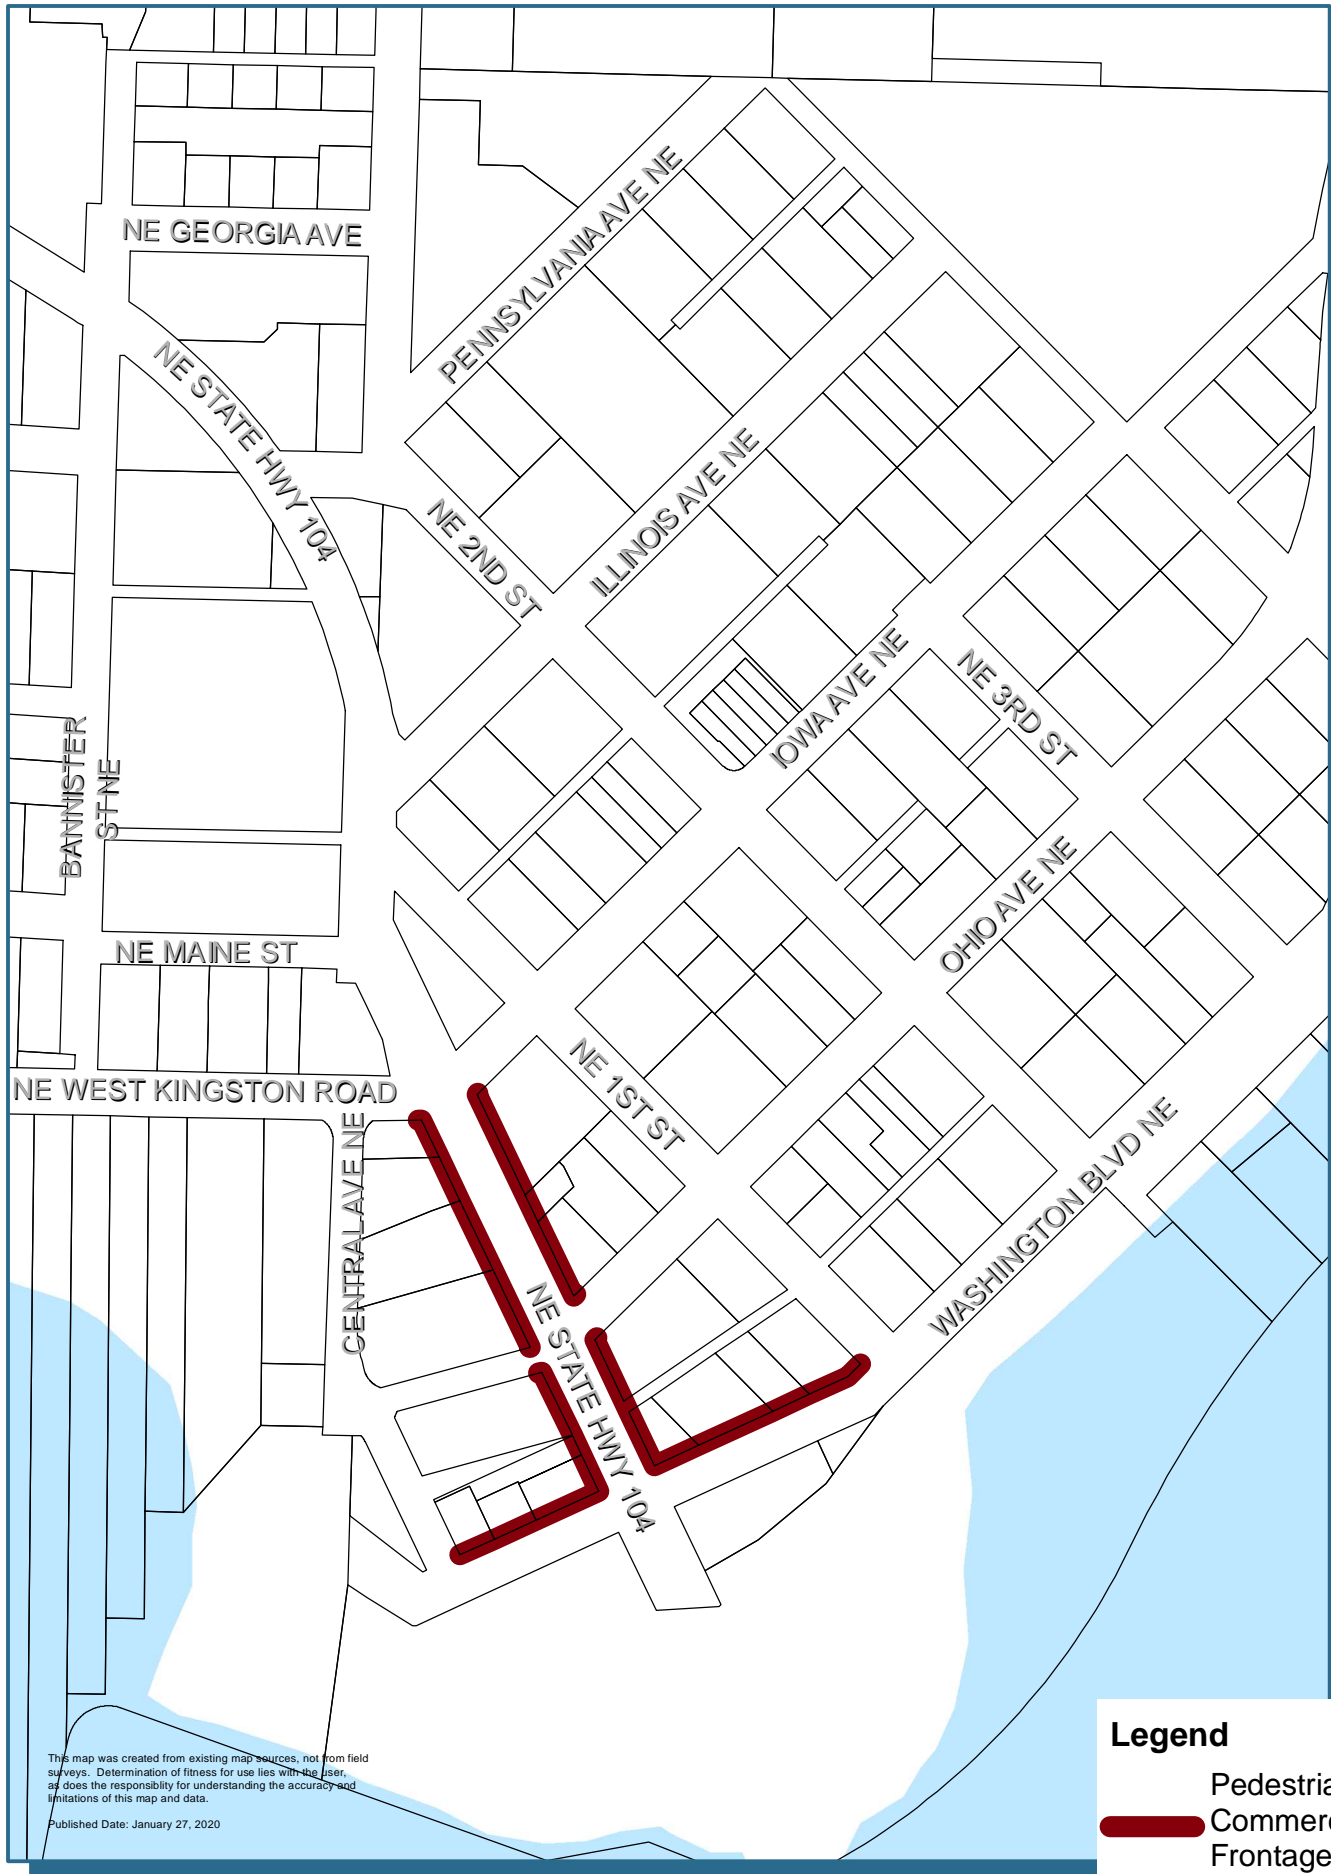 NE GEORGIA AVE
PENNSYLVANIA AVE NE
NE STATE HWY 104
ILLINOIS AVE NE
NE 2ND ST
IOWA AVE NE
NE 3RD ST
BANNISTER
ST NE
OHIO AVE NE
NE MAINE ST
NE 1ST ST
NE WEST KINGSTON ROAD
CENTRAL AVE NE
WASHINGTON BLVD NE
NE STATE HWY 104
Legend
Pedestria
Commerc
Frontage
This map was created from existing map sources, not from field
surveys. Determination of fitness for use lies with the user,
as does the responsiblity for understanding the accuracy and
limitations of this map and data.
Published Date: January 27, 2020